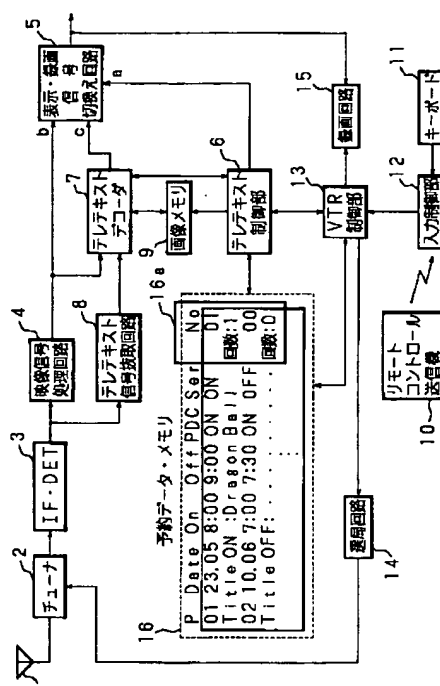 5
表示・録画
信号
切換え回路
a
b
c
4
映像信号
処理回路
7
テレテキスト
デコーダ
8
テレテキスト
信号抜取回路
9
画像メモリ
6
テレテキスト
制御部
15
録画回路
11
キーボード
3
IF・DET
2
チューナ
13
VTR
制御部
12
入力制御部
リモート
コントロール
送信機
10
選局回路
14
16
予約データ・メモリ
16a
P Date On Off PDC Ser No
01 23.05 8:00 9:00 ON ON 01
Title ON :Dragon Ball 回数:1
02 10.06 7:00 7:30 ON OFF 00
Title OFF: 回数:0